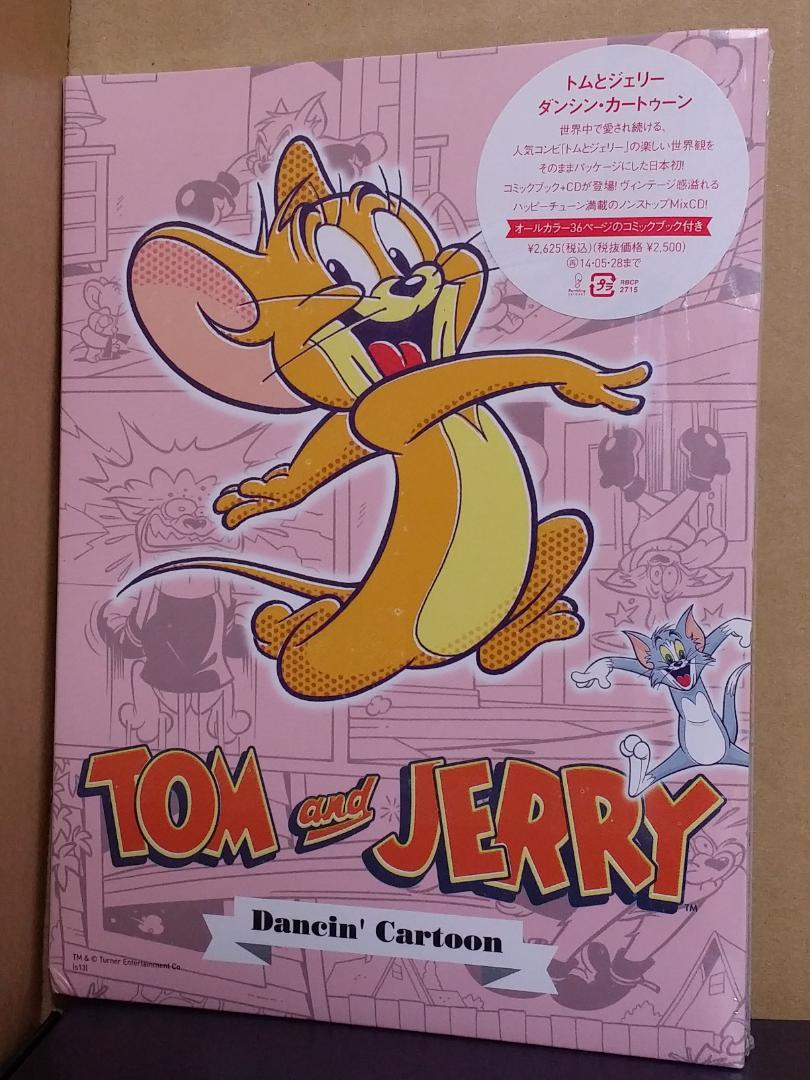 トムとジェリー
ダンシン・カートゥーン
世界中で愛され続ける、
人気コンビ「トムとジェリー」の楽しい世界観を
そのままパッケージにした日本初!
コミックブック+CDが登場! ヴィンテージ感溢れる
ハッピーチューン満載のノンストップMixCD!
オールカラー36ページのコミックブック付き
¥2,625(税込)(税抜価格 ¥2,500)
再14・05・28まで
プラ
RBCP
2715
TOM and JERRY
TM
Dancin' Cartoon
TM & © Turner Entertainment Co.
(s13)